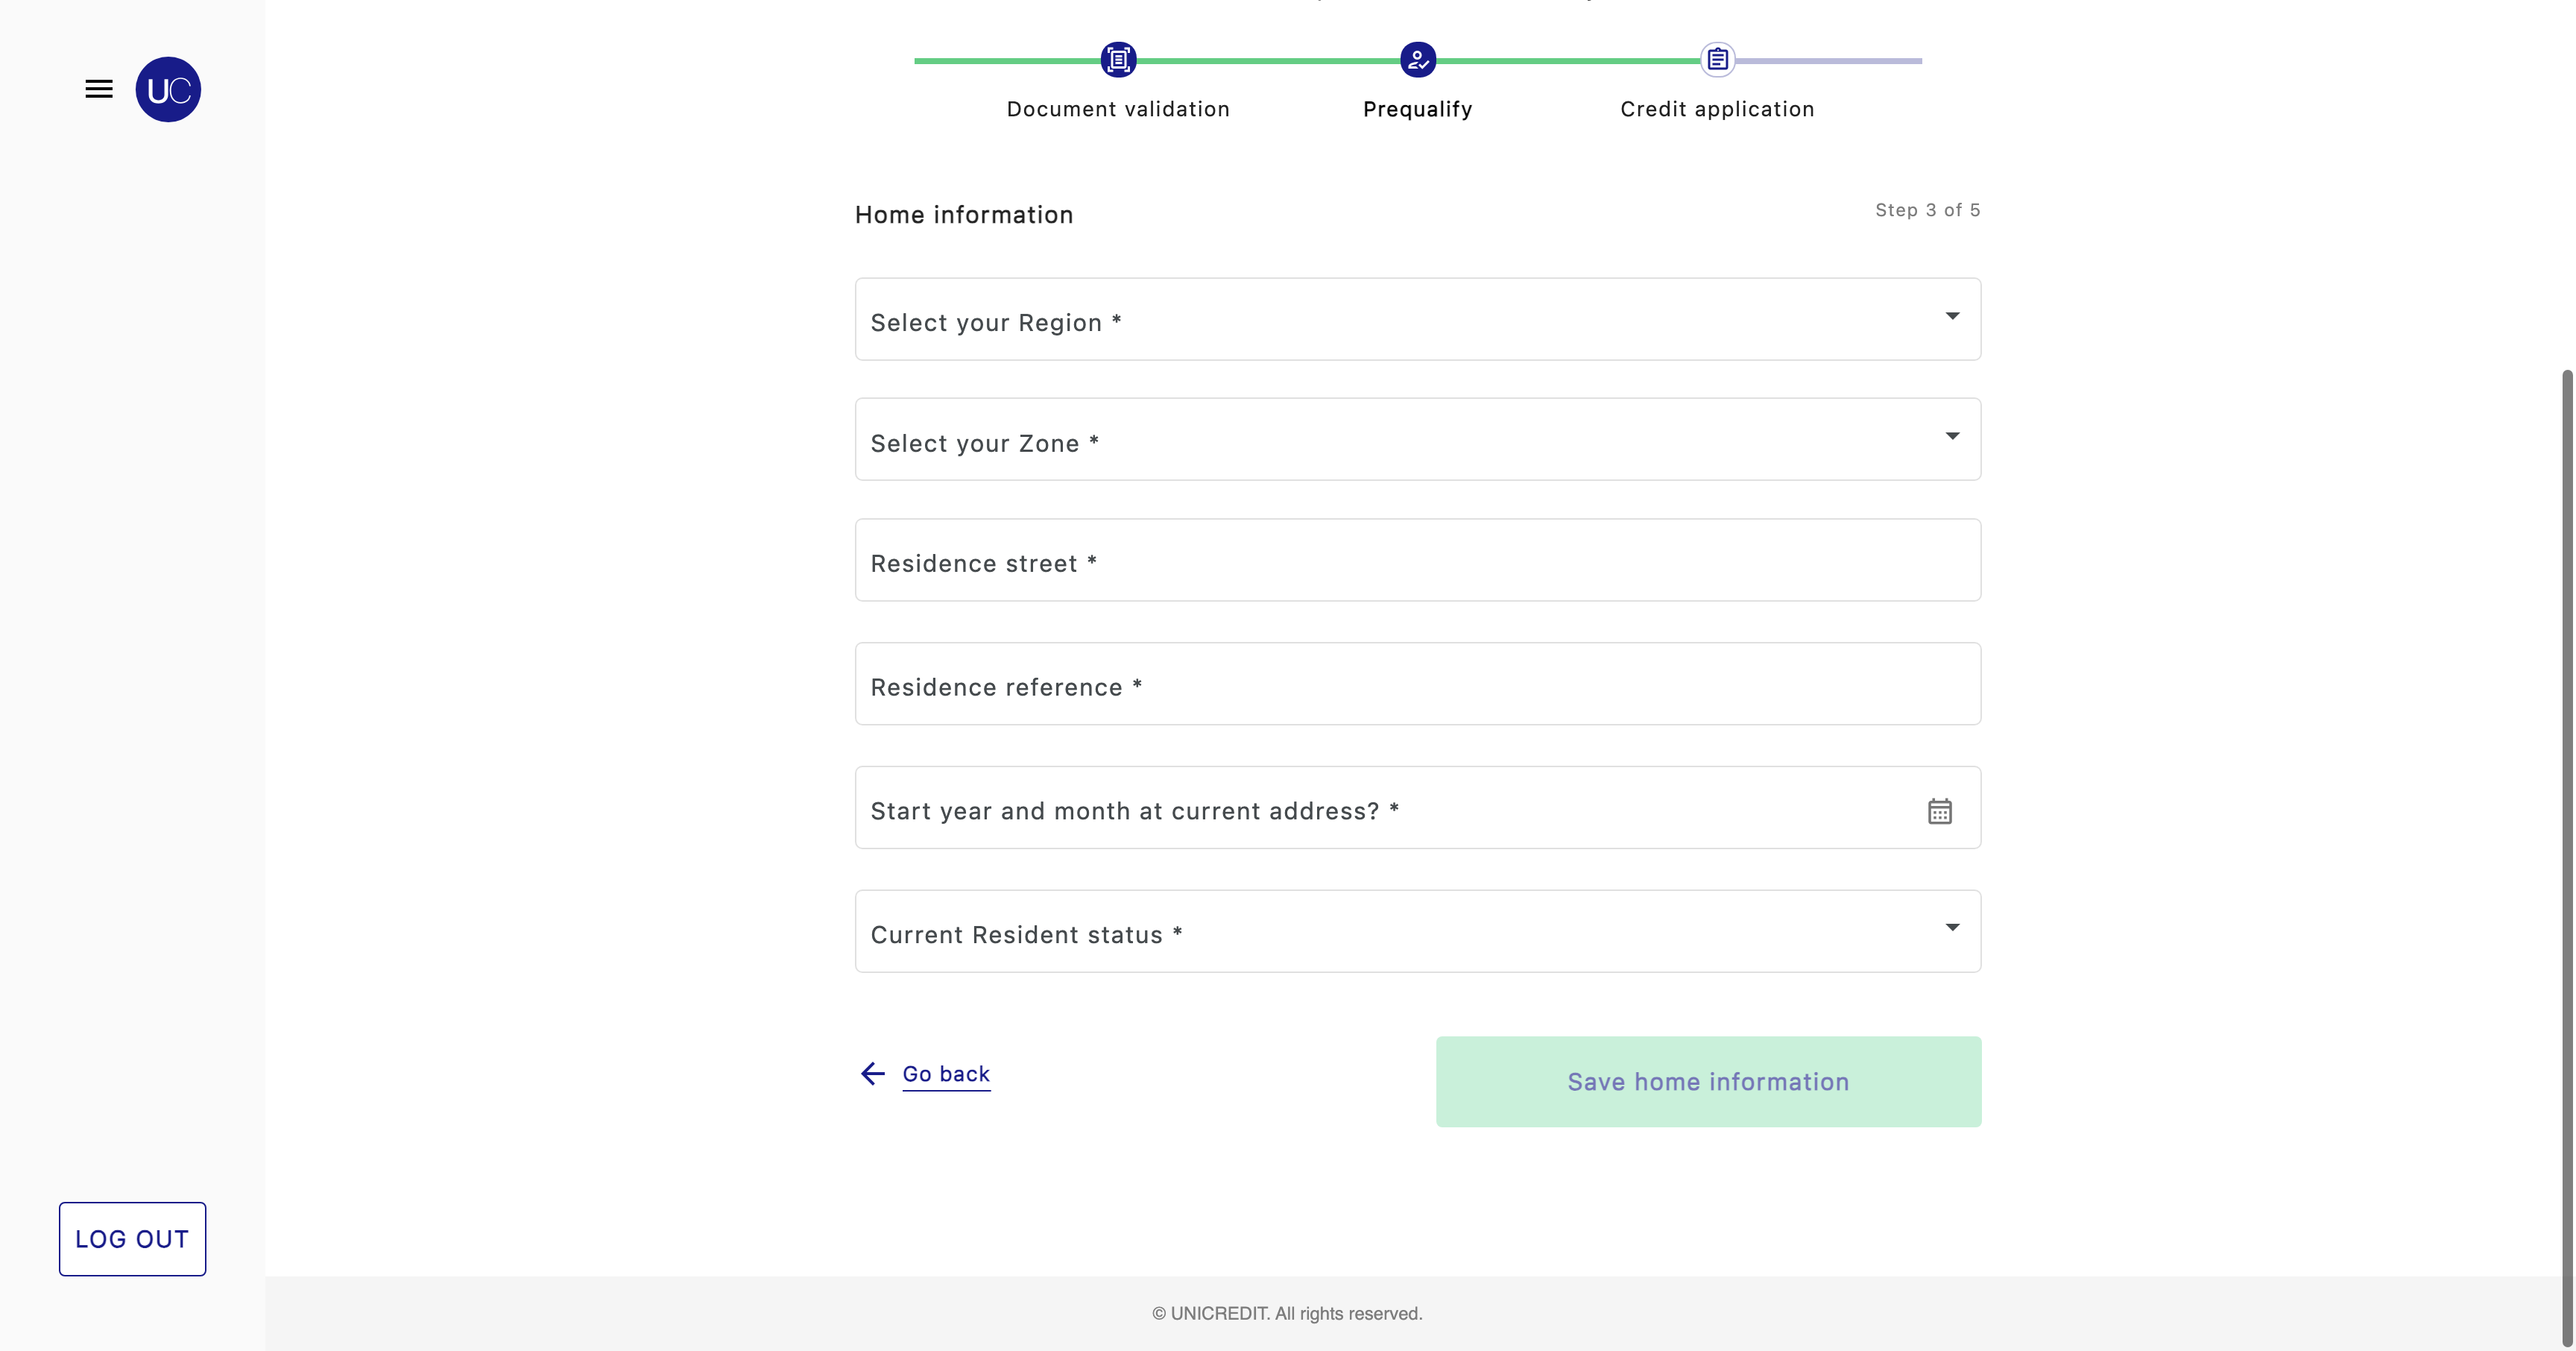 UC
Document validation
Prequalify
Credit application
Home information
Step 3 of 5
Select your Region *
Select your Zone *
Residence street *
Residence reference *
Start year and month at current address? *
Current Resident status *
Go back
Save home information
LOG OUT
© UNICREDIT. All rights reserved.